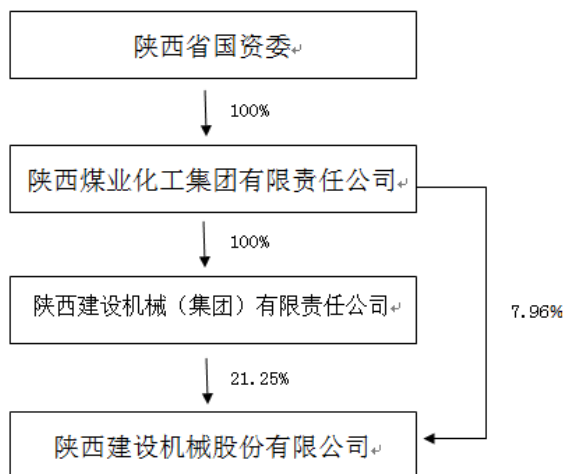 陕西省国资委
100%
陕西煤业化工集团有限责任公司
100%
陕西建设机械（集团）有限责任公司
7.96%
21.25%
陕西建设机械股份有限公司